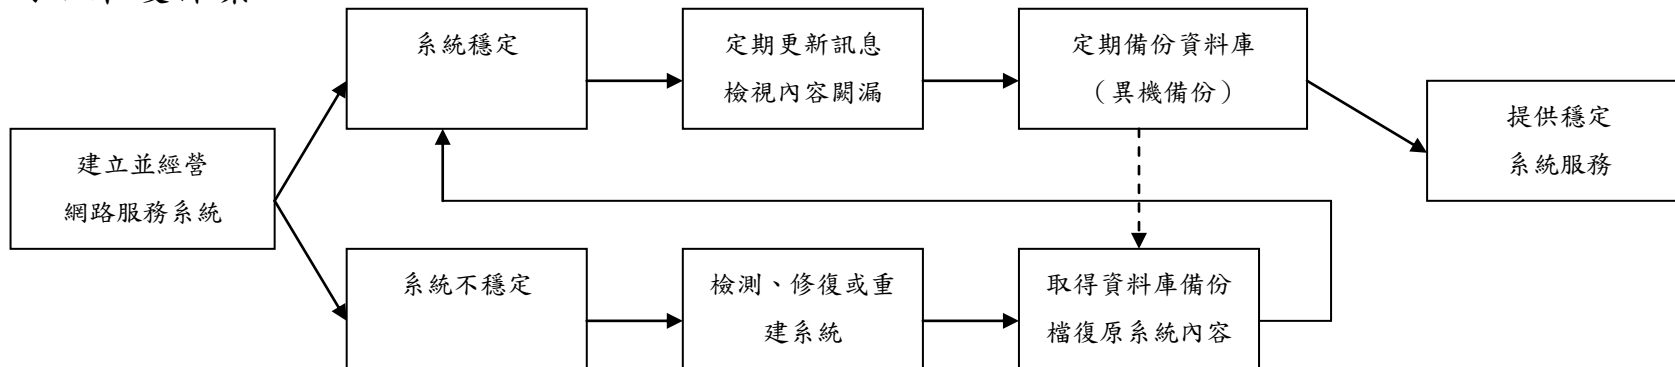 建立並經營
網路服務系統
系統穩定
定期更新訊息
檢視內容闕漏
定期備份資料庫
（異機備份）
提供穩定
系統服務
系統不穩定
檢測、修復或重
建系統
取得資料庫備份
檔復原系統內容